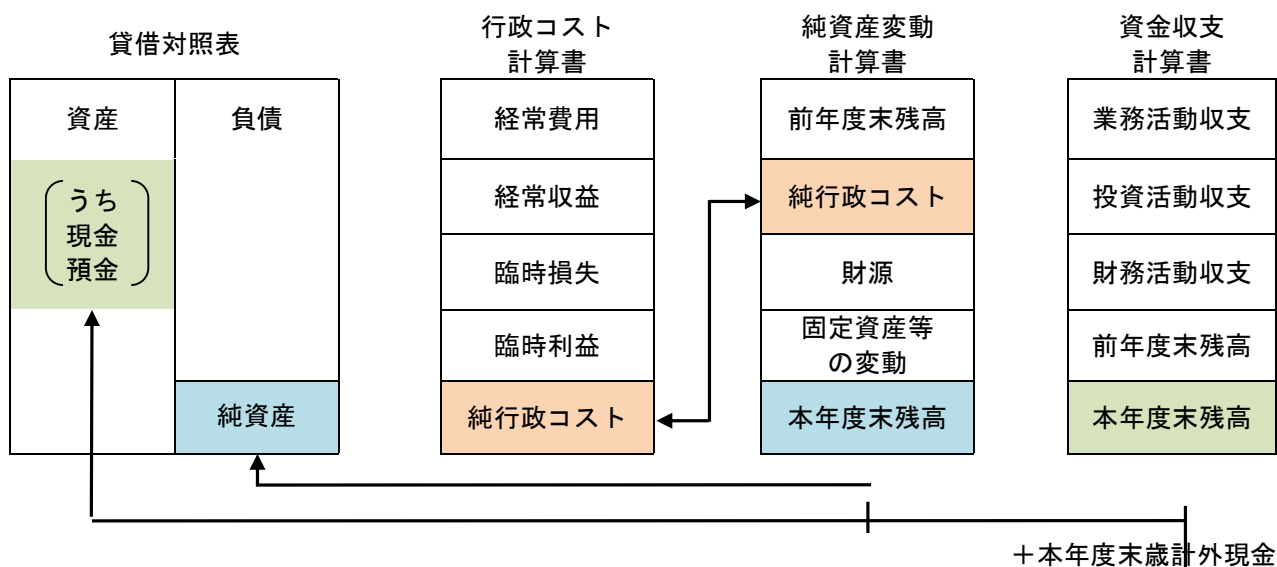 貸借対照表
資産
負債
うち
現金
預金
純資産
行政コスト
計算書
経常費用
経常収益
臨時損失
臨時利益
純行政コスト
純資産変動
計算書
前年度末残高
純行政コスト
財源
固定資産等
の変動
本年度末残高
資金収支
計算書
業務活動収支
投資活動収支
財務活動収支
前年度末残高
本年度末残高
＋本年度末歳計外現金